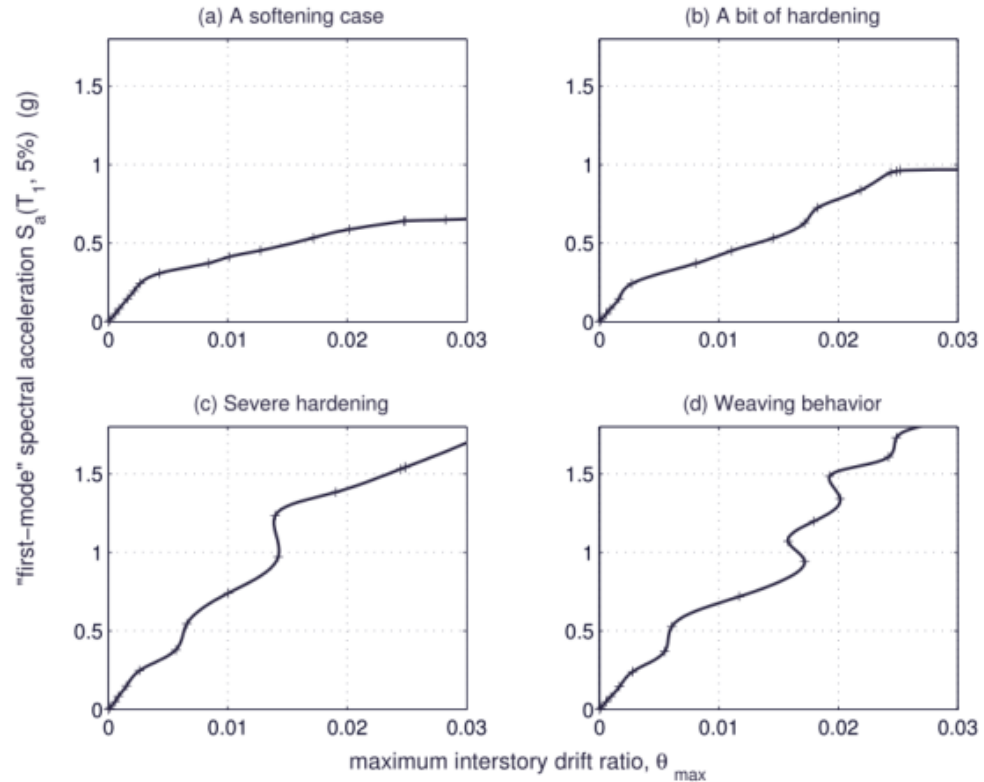 (a) A softening case
(b) A bit of hardening
"first−mode" spectral acceleration Sa(T1, 5%) (g)
1.5
1
0.5
0
0 0.01 0.02 0.03
1.5
1
0.5
0
0 0.01 0.02 0.03
(c) Severe hardening
(d) Weaving behavior
1.5
1
0.5
0
0 0.01 0.02 0.03
1.5
1
0.5
0
0 0.01 0.02 0.03
maximum interstory drift ratio, θmax